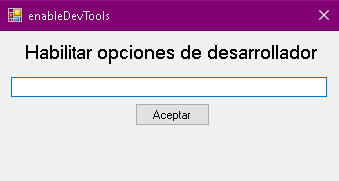 enableDevTools
Habilitar opciones de desarrollador
Aceptar